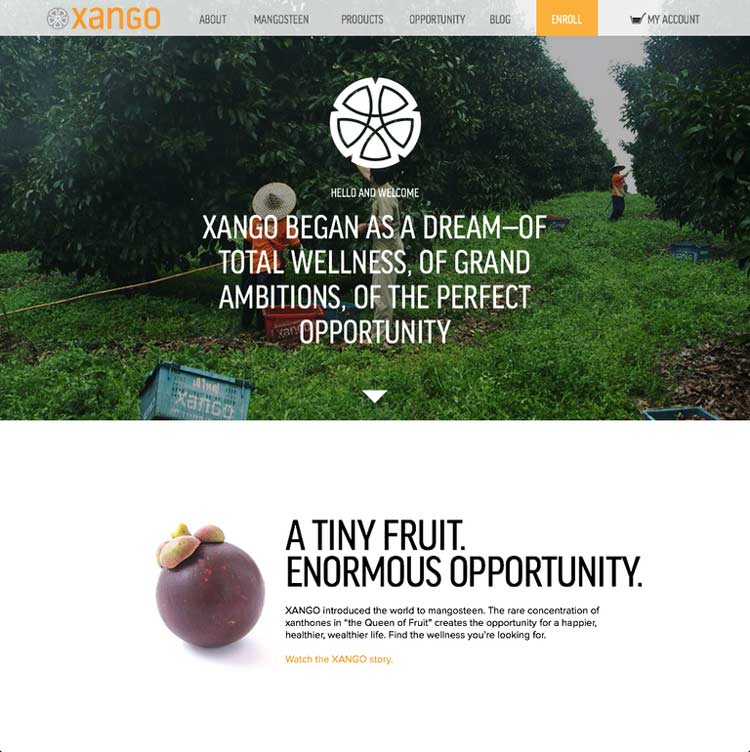 xango
ABOUT MANGOSTEEN PRODUCTS OPPORTUNITY BLOG ENROLL MY ACCOUNT
HELLO AND WELCOME
XANGO BEGAN AS A DREAM—OF
TOTAL WELLNESS, OF GRAND
AMBITIONS, OF THE PERFECT
OPPORTUNITY
xango
xango
A TINY FRUIT.
ENORMOUS OPPORTUNITY.
XANGO introduced the world to mangosteen. The rare concentration of
xanthones in “the Queen of Fruit” creates the opportunity for a happier,
healthier, wealthier life. Find the wellness you’re looking for.
Watch the XANGO story.